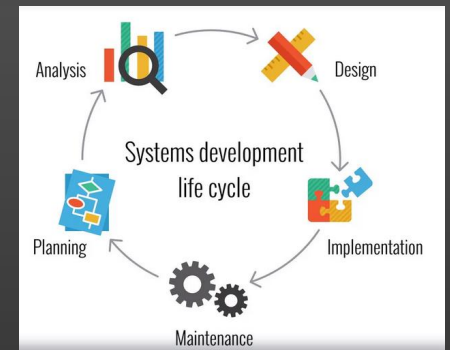 Analysis
Design
Systems development
life cycle
Planning
Implementation
Maintenance